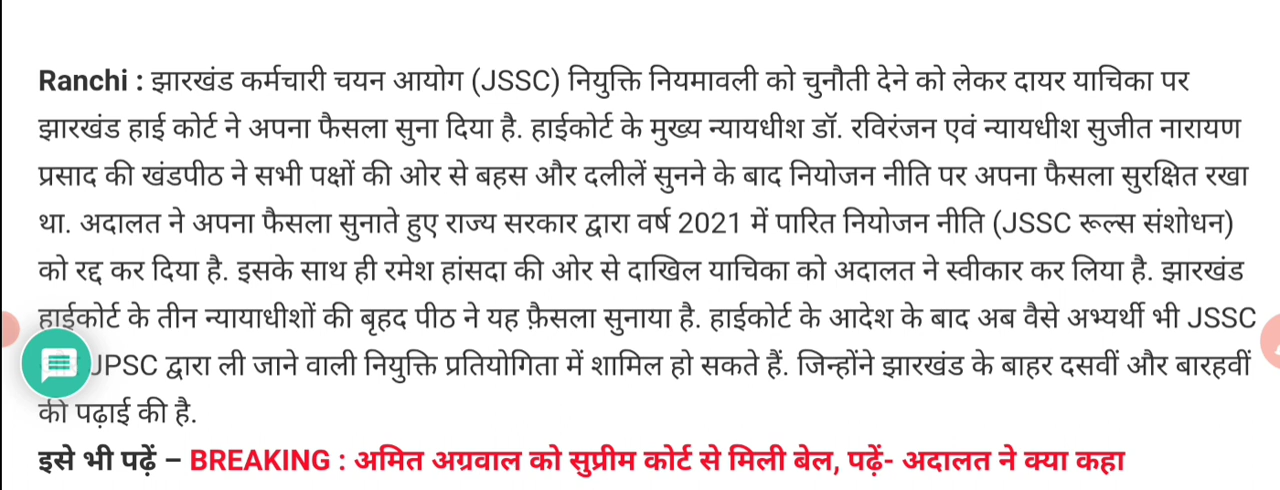 Ranchi : झारखंड कर्मचारी चयन आयोग (JSSC) नियुक्ति नियमावली को चुनौती देने को लेकर दायर याचिका पर
झारखंड हाई कोर्ट ने अपना फैसला सुना दिया है. हाईकोर्ट के मुख्य न्यायधीश डॉ. रविरंजन एवं न्यायधीश सुजीत नारायण
प्रसाद की खंडपीठ ने सभी पक्षों की ओर से बहस और दलीलें सुनने के बाद नियोजन नीति पर अपना फैसला सुरक्षित रखा
था. अदालत ने अपना फैसला सुनाते हुए राज्य सरकार द्वारा वर्ष 2021 में पारित नियोजन नीति (JSSC रूल्स संशोधन)
को रद्द कर दिया है. इसके साथ ही रमेश हांसदा की ओर से दाखिल याचिका को अदालत ने स्वीकार कर लिया है. झारखंड
हाईकोर्ट के तीन न्यायाधीशों की बृहद पीठ ने यह फ़ैसला सुनाया है. हाईकोर्ट के आदेश के बाद अब वैसे अभ्यर्थी भी JSSC
JPSC द्वारा ली जाने वाली नियुक्ति प्रतियोगिता में शामिल हो सकते हैं. जिन्होंने झारखंड के बाहर दसवीं और बारहवीं
की पढ़ाई की है.
इसे भी पढ़ें – BREAKING : अमित अग्रवाल को सुप्रीम कोर्ट से मिली बेल, पढ़ें- अदालत ने क्या कहा